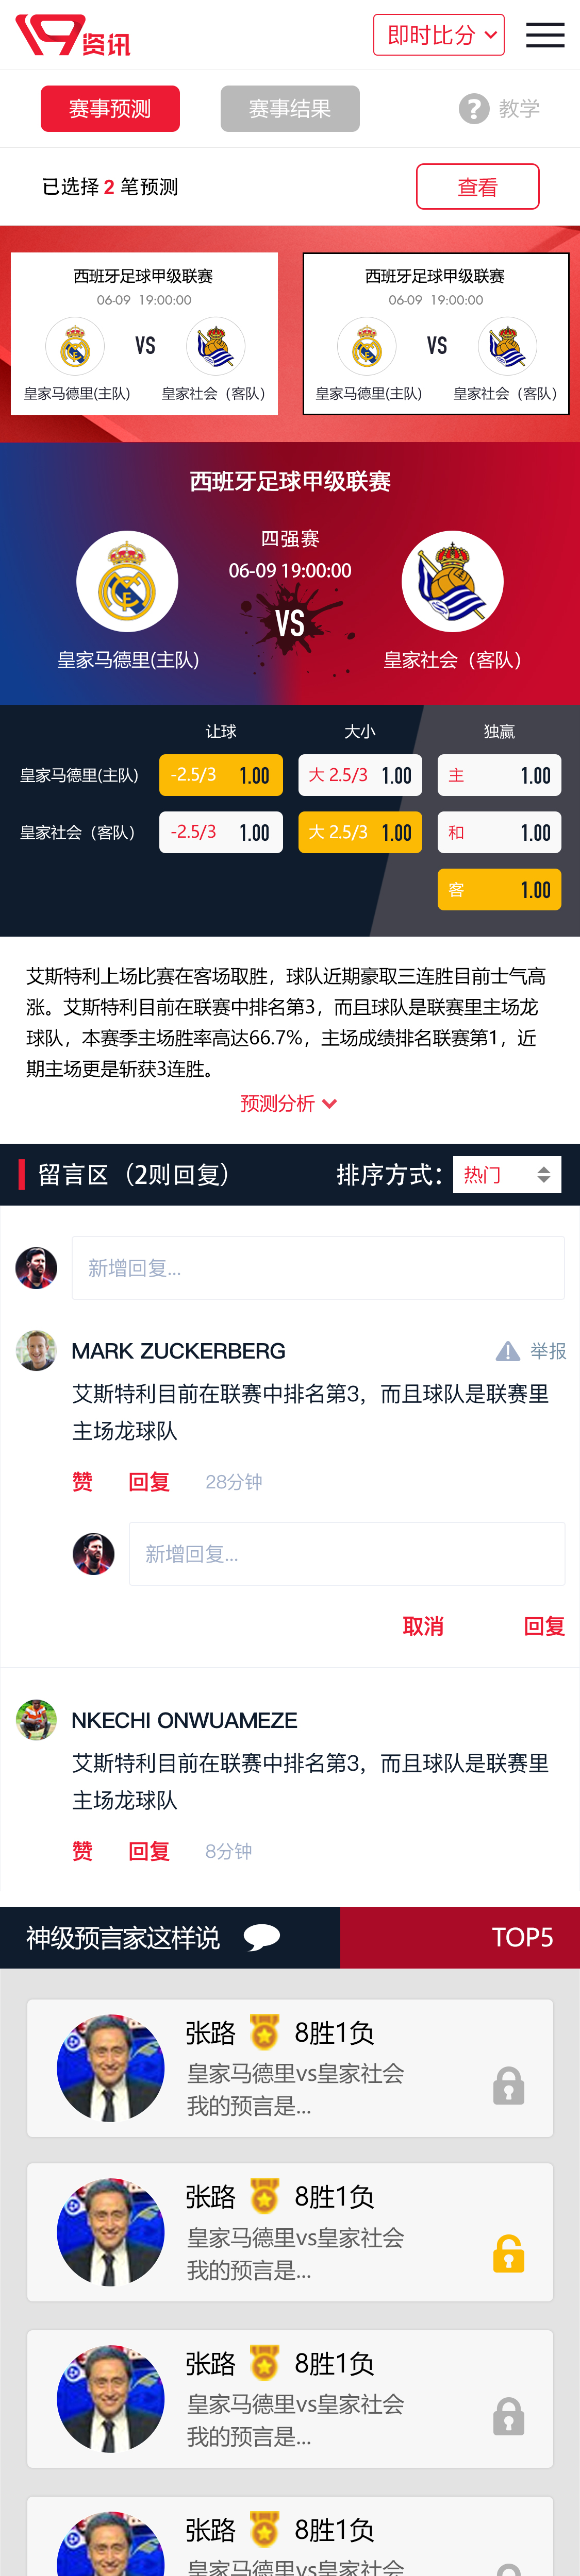 19资讯
即时比分
赛事预测 赛事结果 ? 教学
已选择 2 笔预测 查看
西班牙足球甲级联赛
06-09 19:00:00
VS
皇家马德里(主队) 皇家社会（客队）
西班牙足球甲级联赛
06-09 19:00:00
VS
皇家马德里(主队) 皇家社会（客队）
西班牙足球甲级联赛
四强赛
06-09 19:00:00
VS
皇家马德里(主队) 皇家社会（客队）
让球 大小 独赢
皇家马德里(主队) -2.5/3 1.00 大 2.5/3 1.00 主 1.00
皇家社会（客队） -2.5/3 1.00 大 2.5/3 1.00 和 1.00
客 1.00
艾斯特利上场比赛在客场取胜，球队近期豪取三连胜目前士气高
涨。艾斯特利目前在联赛中排名第3，而且球队是联赛里主场龙
球队，本赛季主场胜率高达66.7%，主场成绩排名联赛第1，近
期主场更是斩获3连胜。
预测分析
留言区（2则回复） 排序方式： 热门
新增回复...
MARK ZUCKERBERG 举报
艾斯特利目前在联赛中排名第3，而且球队是联赛里
主场龙球队
赞 回复 28分钟
新增回复...
取消 回复
NKECHI ONWUAMEZE
艾斯特利目前在联赛中排名第3，而且球队是联赛里
主场龙球队
赞 回复 8分钟
神级预言家这样说 TOP5
张路 8胜1负
皇家马德里vs皇家社会
我的预言是...
张路 8胜1负
皇家马德里vs皇家社会
我的预言是...
张路 8胜1负
皇家马德里vs皇家社会
我的预言是...
张路 8胜1负
皇家马德里vs皇家社会